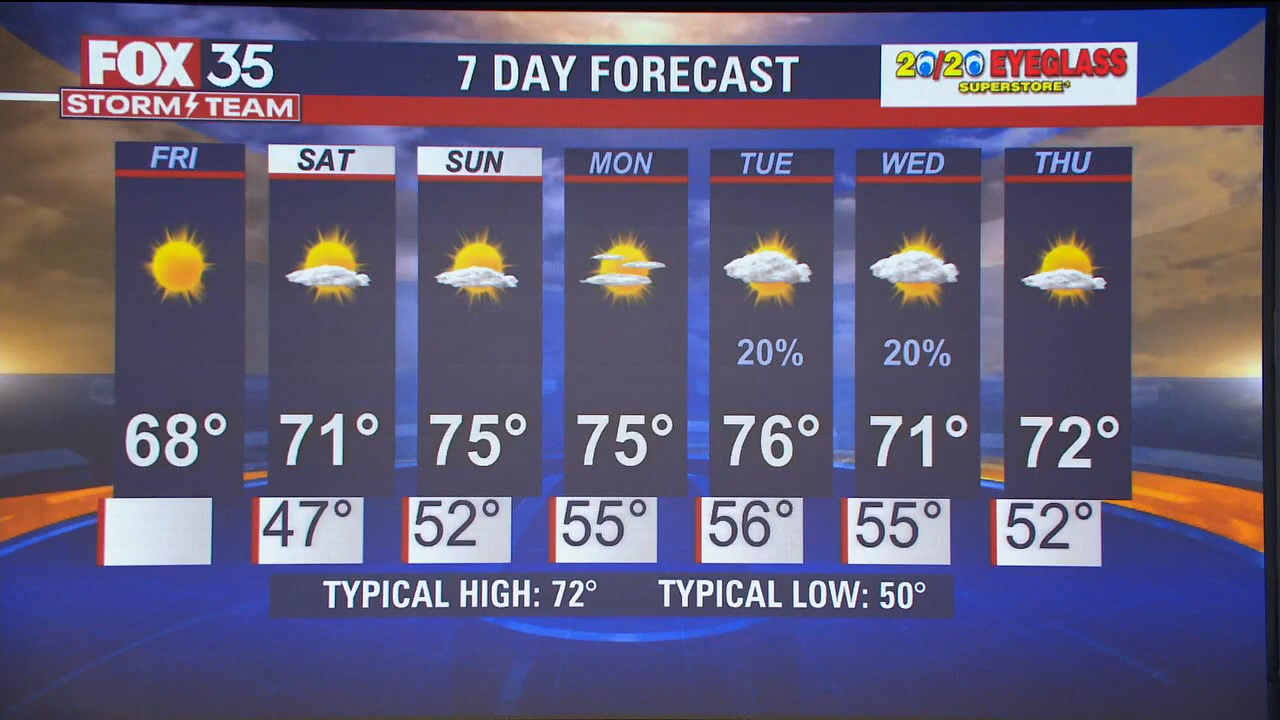 FOX 35
STORM TEAM
7 DAY FORECAST
20/20 EYEGLASS
SUPERSTORE
FRI SAT SUN MON TUE WED THU
20% 20%
68° 71° 75° 75° 76° 71° 72°
47° 52° 55° 56° 55° 52°
TYPICAL HIGH: 72° TYPICAL LOW: 50°